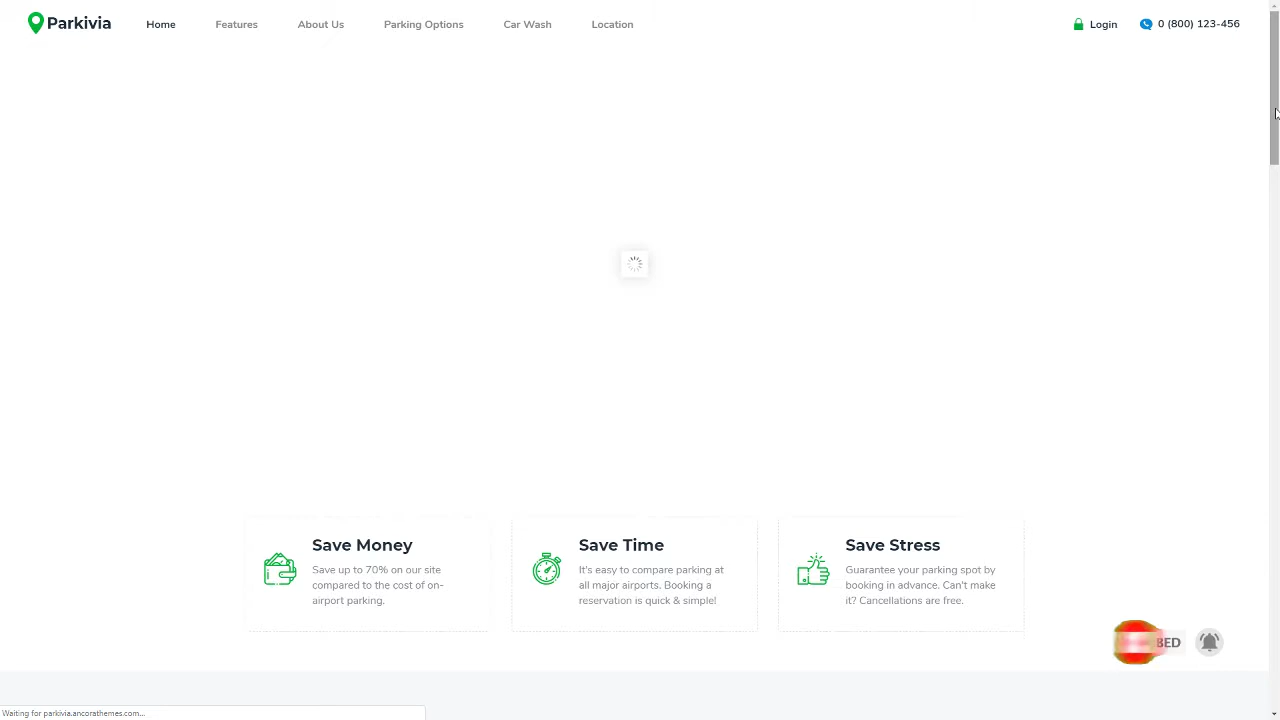 Parkivia
Home
Features
About Us
Parking Options
Car Wash
Location
Login
0 (800) 123-456
Save Money
Save up to 70% on our site
compared to the cost of on-
airport parking.
Save Time
It's easy to compare parking at
all major airports. Booking a
reservation is quick & simple!
Save Stress
Guarantee your parking spot by
booking in advance. Can't make
it? Cancellations are free.
Waiting for parkivia.ancorathemes.com...